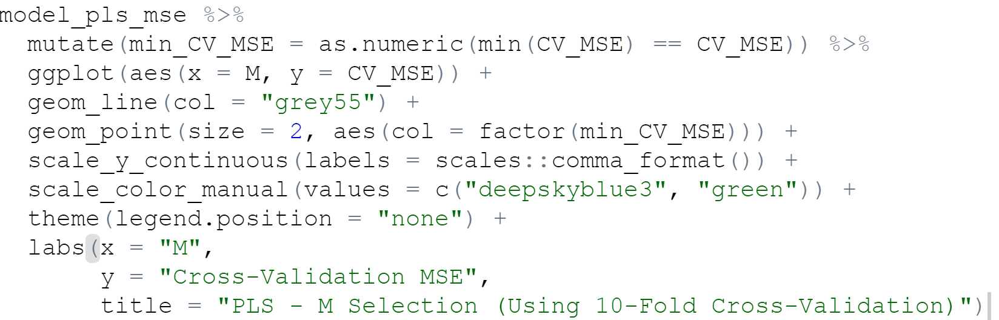 model_pls_mse %>%
  mutate(min_CV_MSE = as.numeric(min(CV_MSE) == CV_MSE)) %>%
  ggplot(aes(x = M, y = CV_MSE)) +
  geom_line(col = "grey55") +
  geom_point(size = 2, aes(col = factor(min_CV_MSE))) +
  scale_y_continuous(labels = scales::comma_format()) +
  scale_color_manual(values = c("deepskyblue3", "green")) +
  theme(legend.position = "none") +
  labs(x = "M",
       y = "Cross-Validation MSE",
       title = "PLS - M Selection (Using 10-Fold Cross-Validation)")